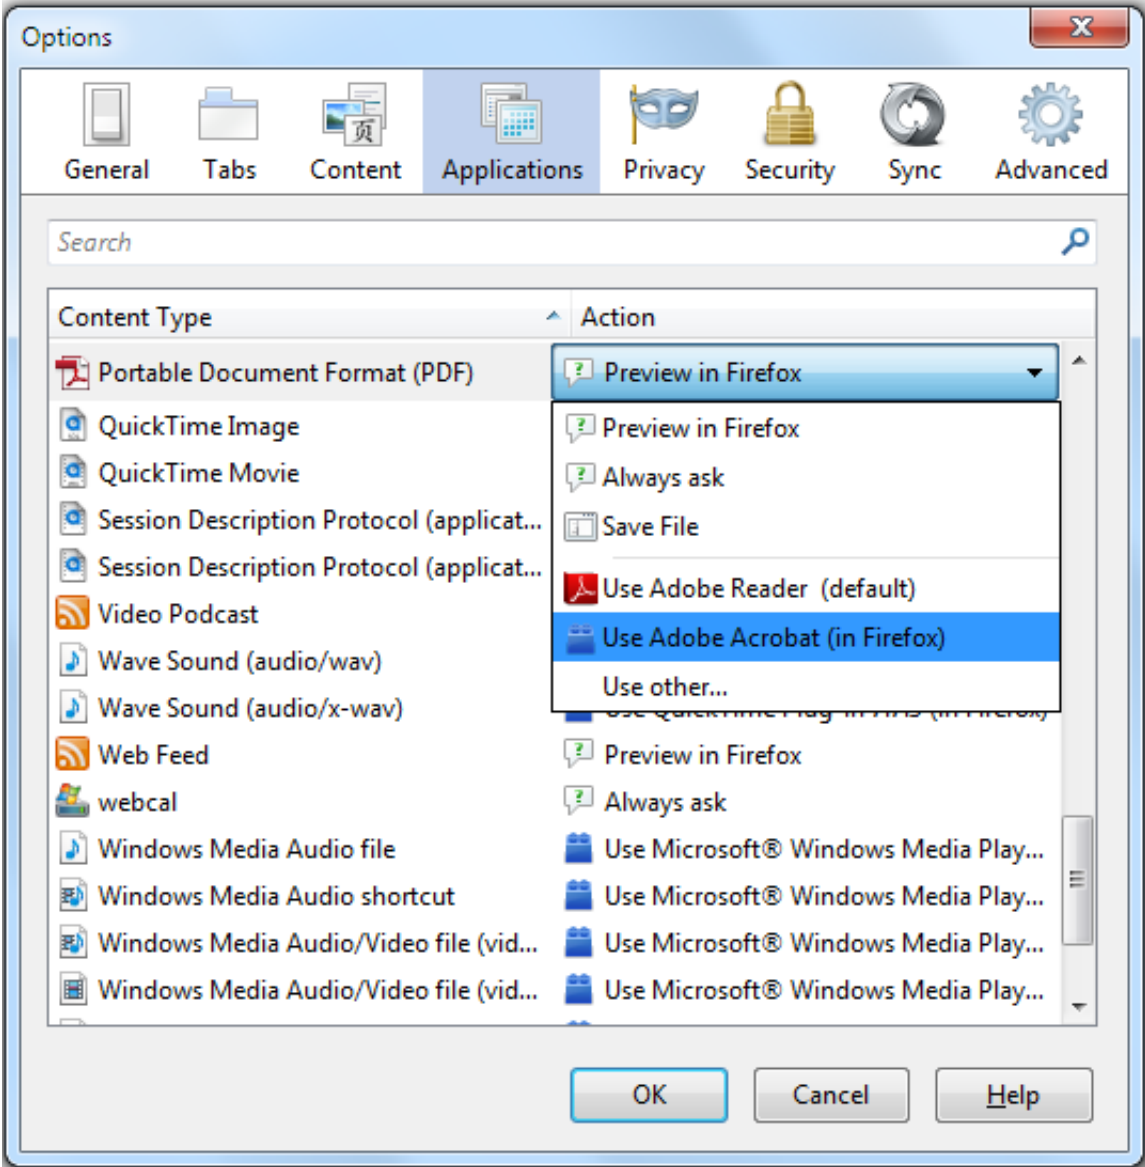 Options
General Tabs Content Applications Privacy Security Sync Advanced
Search
Content Type Action
Portable Document Format (PDF) Preview in Firefox
QuickTime Image Preview in Firefox
QuickTime Movie Always ask
Session Description Protocol (applicat... Save File
Session Description Protocol (applicat... Use Adobe Reader (default)
Video Podcast
Wave Sound (audio/wav) Use Adobe Acrobat (in Firefox)
Use other...
Wave Sound (audio/x-wav)
Web Feed Preview in Firefox
webcal Always ask
Windows Media Audio file Use Microsoft® Windows Media Play...
Windows Media Audio shortcut Use Microsoft® Windows Media Play...
Windows Media Audio/Video file (vid... Use Microsoft® Windows Media Play...
Windows Media Audio/Video file (vid... Use Microsoft® Windows Media Play...
OK Cancel Help